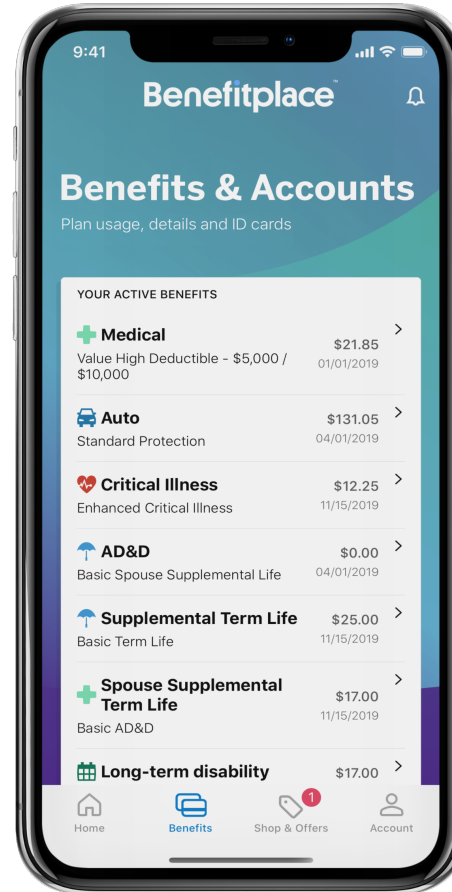 9:41
Benefitplace™
Benefits & Accounts
Plan usage, details and ID cards
YOUR ACTIVE BENEFITS
Medical
$21.85
Value High Deductible - $5,000 /
$10,000
01/01/2019
Auto
$131.05
Standard Protection
04/01/2019
Critical Illness
$12.25
Enhanced Critical Illness
11/15/2019
AD&D
$0.00
Basic Spouse Supplemental Life
04/01/2019
Supplemental Term Life
$25.00
Basic Term Life
11/15/2019
Spouse Supplemental
Term Life
$17.00
Basic AD&D
11/15/2019
Long-term disability
$17.00
1
Home
Benefits
Shop & Offers
Account